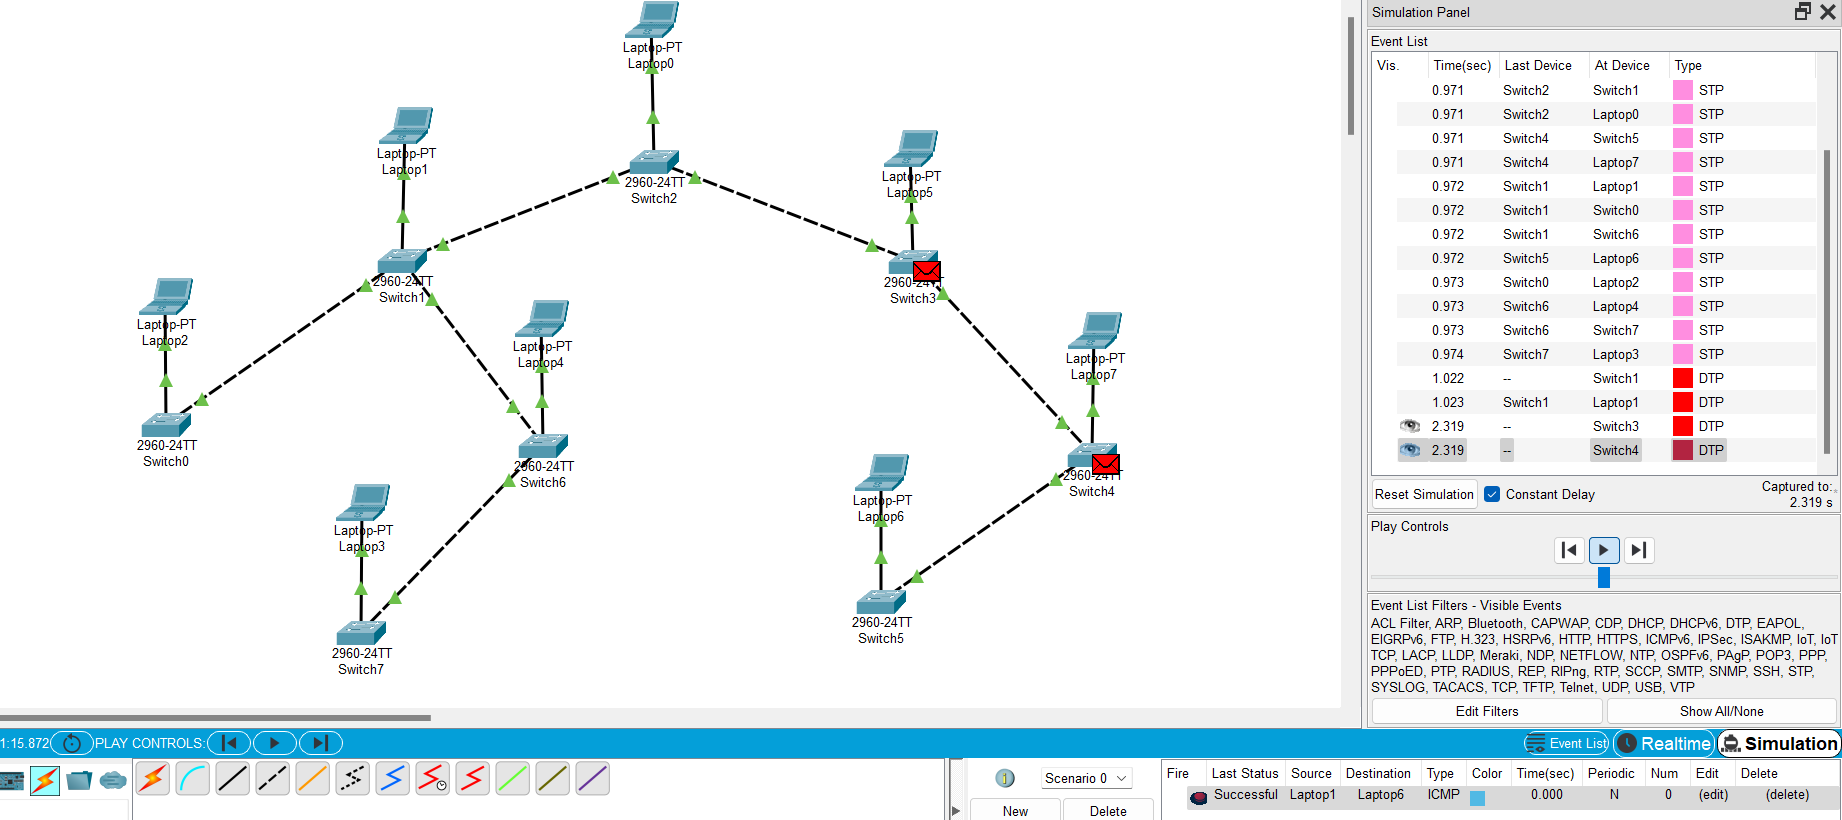 Laptop-PT
Laptop0
Laptop-PT
Laptop1
2960-24TT
Switch2
Laptop-PT
Laptop5
2960-24TT
Switch1
2960-24TT
Switch3
Laptop-PT
Laptop2
Laptop-PT
Laptop4
Laptop-PT
Laptop7
2960-24TT
Switch0
2960-24TT
Switch6
2960-24TT
Switch4
Laptop-PT
Laptop6
Laptop-PT
Laptop3
2960-24TT
Switch5
2960-24TT
Switch7
Simulation Panel
Event List
Vis. Time(sec) Last Device At Device Type
0.971 Switch2 Switch1 STP
0.971 Switch2 Laptop0 STP
0.971 Switch4 Switch5 STP
0.971 Switch4 Laptop7 STP
0.972 Switch1 Laptop1 STP
0.972 Switch1 Switch0 STP
0.972 Switch1 Switch6 STP
0.972 Switch5 Laptop6 STP
0.973 Switch0 Laptop2 STP
0.973 Switch6 Laptop4 STP
0.973 Switch6 Switch7 STP
0.974 Switch7 Laptop3 STP
1.022 -- Switch1 DTP
1.023 Switch1 Laptop1 DTP
2.319 -- Switch3 DTP
2.319 -- Switch4 DTP
Reset Simulation Constant Delay Captured to:
2.319 s
Play Controls
Event List Filters - Visible Events
ACL Filter, ARP, Bluetooth, CAPWAP, CDP, DHCP, DHCPv6, DTP, EAPOL,
EIGRPv6, FTP, H.323, HSRPv6, HTTP, HTTPS, ICMPv6, IPSec, ISAKMP, IoT, IoT
TCP, LACP, LLDP, Meraki, NDP, NETFLOW, NTP, OSPFv6, PAgP, POP3, PPP,
PPPoED, PTP, RADIUS, REP, RIPng, RTP, SCCP, SMTP, SNMP, SSH, STP,
SYSLOG, TACACS, TCP, TFTP, Telnet, UDP, USB, VTP
Edit Filters Show All/None
1:15.872 PLAY CONTROLS: Event List Realtime Simulation
Scenario 0
New Delete
Fire Last Status Source Destination Type Color Time(sec) Periodic Num Edit Delete
Successful Laptop1 Laptop6 ICMP 0.000 N 0 (edit) (delete)